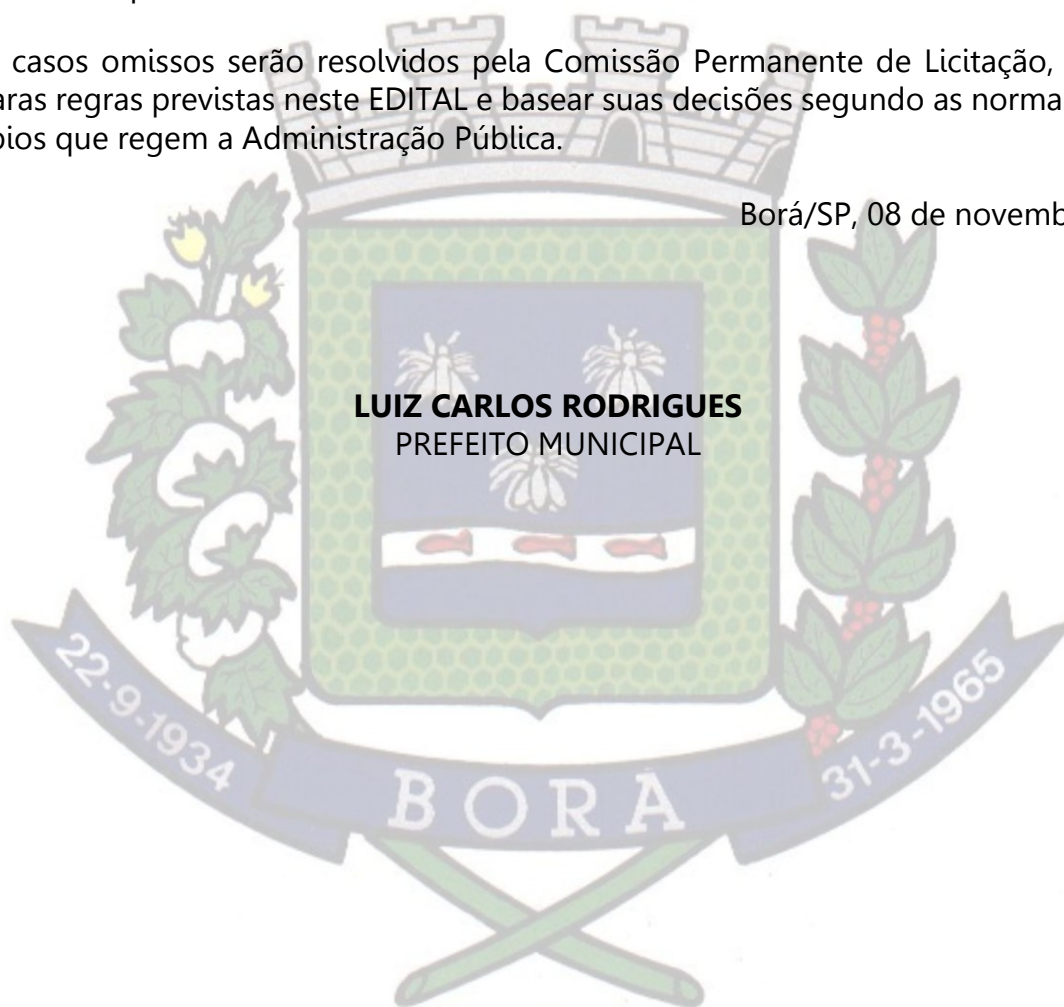 casos omissos serão resolvidos pela Comissão Permanente de Licitação,
aras regras previstas neste EDITAL e basear suas decisões segundo as norma
pios que regem a Administração Pública.
Borá/SP, 08 de novemb
LUIZ CARLOS RODRIGUES
PREFEITO MUNICIPAL
22-9-1934
BORÁ
31-3-1965